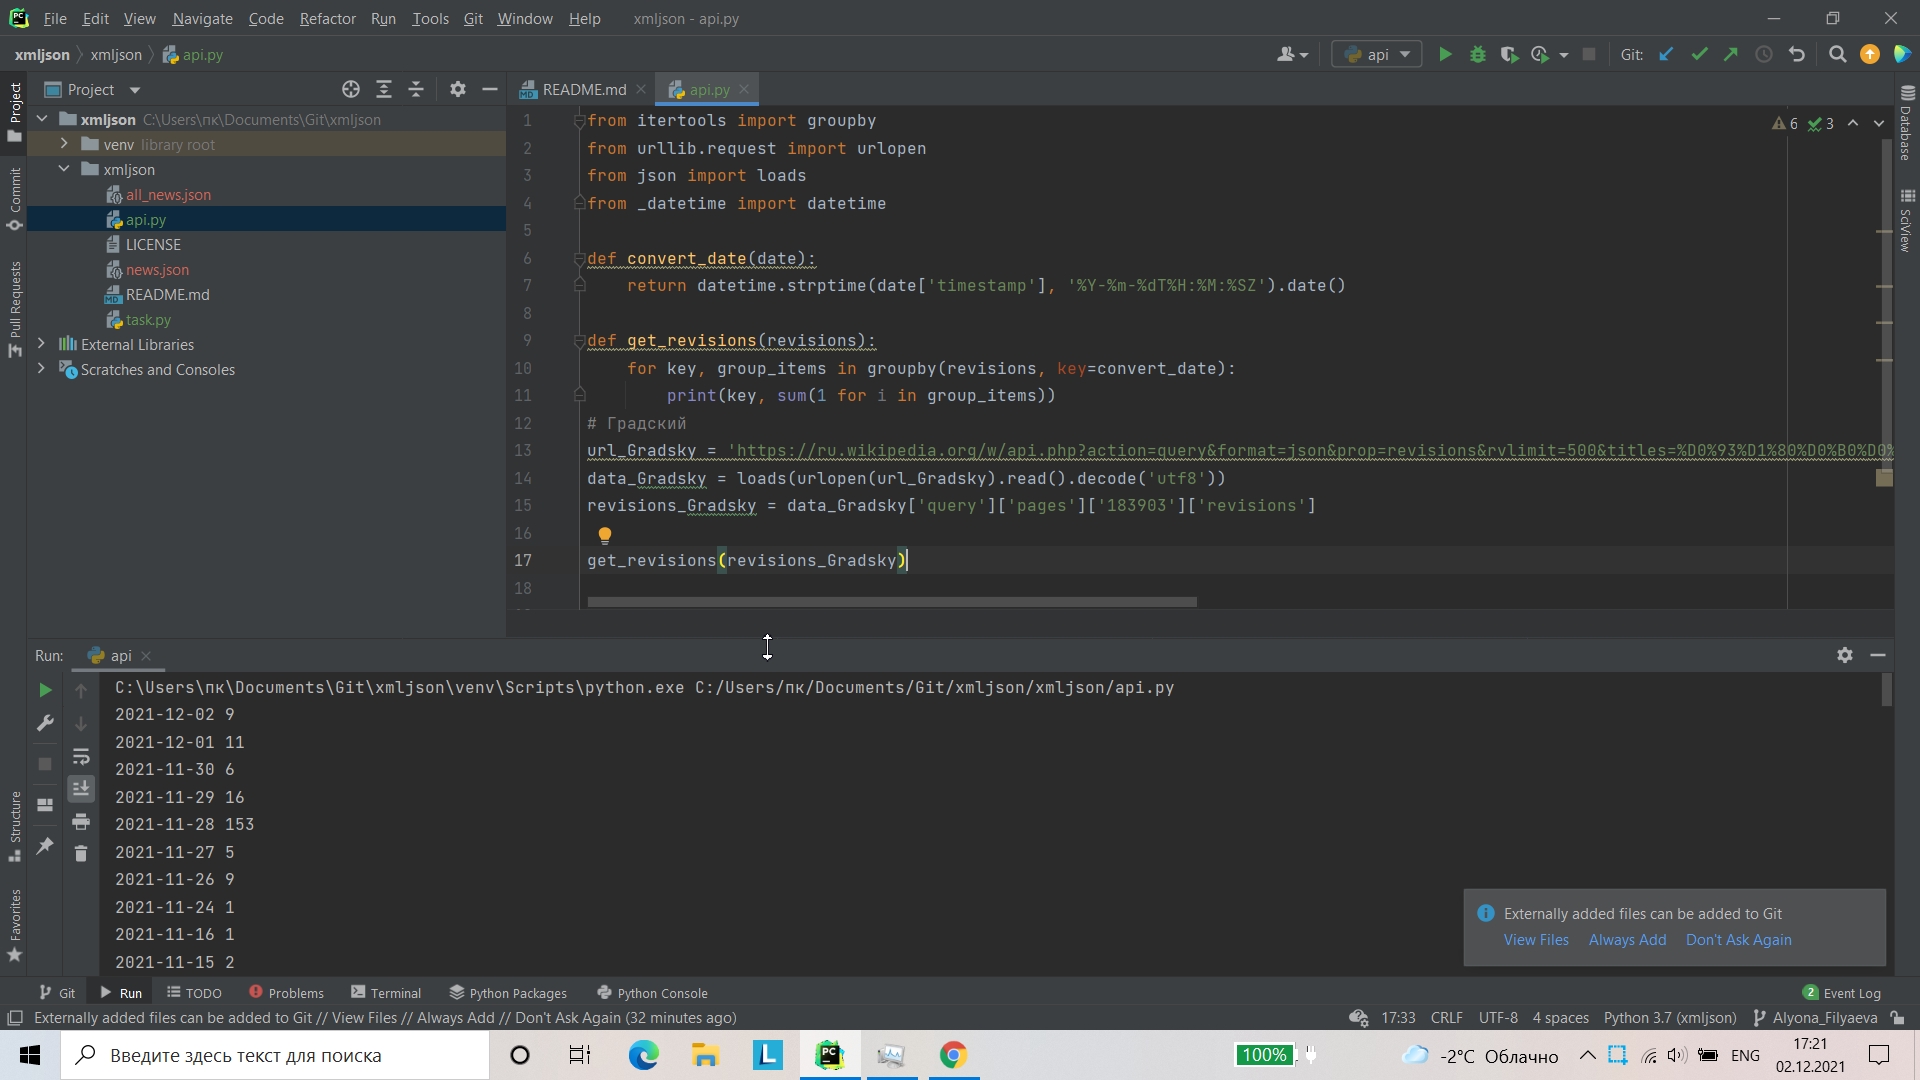 File Edit View Navigate Code Refactor Run Tools Git Window Help xmljson - api.py
xmljson xmljson api.py
api Git:
Project
README.md
api.py
xmljson C:\Users\пк\Documents\Git\xmljson
venv library root
xmljson
all_news.json
api.py
LICENSE
news.json
README.md
task.py
External Libraries
Scratches and Consoles
Project
Commit
Pull Requests
Structure
Favorites
Database
SciView
6 3
1 from itertools import groupby
2 from urllib.request import urlopen
3 from json import loads
4 from _datetime import datetime
5
6 def convert_date(date):
7 return datetime.strptime(date['timestamp'], '%Y-%m-%dT%H:%M:%SZ').date()
8
9 def get_revisions(revisions):
10 for key, group_items in groupby(revisions, key=convert_date):
11 print(key, sum(1 for i in group_items))
12 # Градский
13 url_Gradsky = 'https://ru.wikipedia.org/w/api.php?action=query&format=json&prop=revisions&rvlimit=500&titles=%D0%93%D1%80%D0%B0%D0%
14 data_Gradsky = loads(urlopen(url_Gradsky).read().decode('utf8'))
15 revisions_Gradsky = data_Gradsky['query']['pages']['183903']['revisions']
16
17 get_revisions(revisions_Gradsky)
18
Run: api
C:\Users\пк\Documents\Git\xmljson\venv\Scripts\python.exe C:/Users/пк/Documents/Git/xmljson/xmljson/api.py
2021-12-02 9
2021-12-01 11
2021-11-30 6
2021-11-29 16
2021-11-28 153
2021-11-27 5
2021-11-26 9
2021-11-24 1
2021-11-16 1
2021-11-15 2
Externally added files can be added to Git
View Files Always Add Don't Ask Again
Git Run TODO Problems Terminal Python Packages Python Console 2 Event Log
Externally added files can be added to Git // View Files // Always Add // Don't Ask Again (32 minutes ago) 17:33 CRLF UTF-8 4 spaces Python 3.7 (xmljson) Alyona_Filyaeva
Введите здесь текст для поиска 100% -2°C Облачно ENG 17:21
02.12.2021